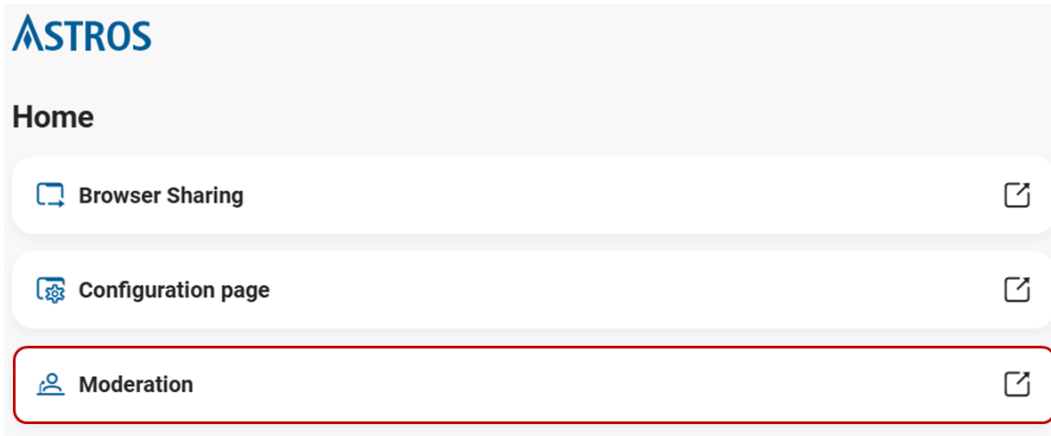 ASTROS
Home
Browser Sharing
Configuration page
Moderation